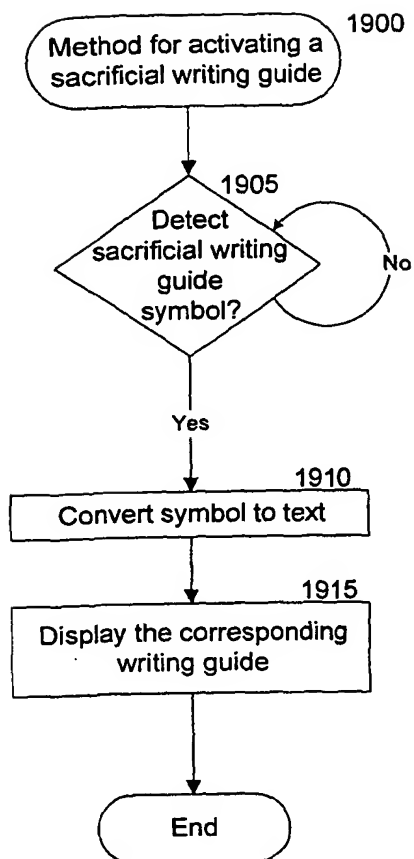 1900
Method for activating a
sacrificial writing guide
1905
Detect
sacrificial writing
guide
symbol?
No
Yes
1910
Convert symbol to text
1915
Display the corresponding
writing guide
End